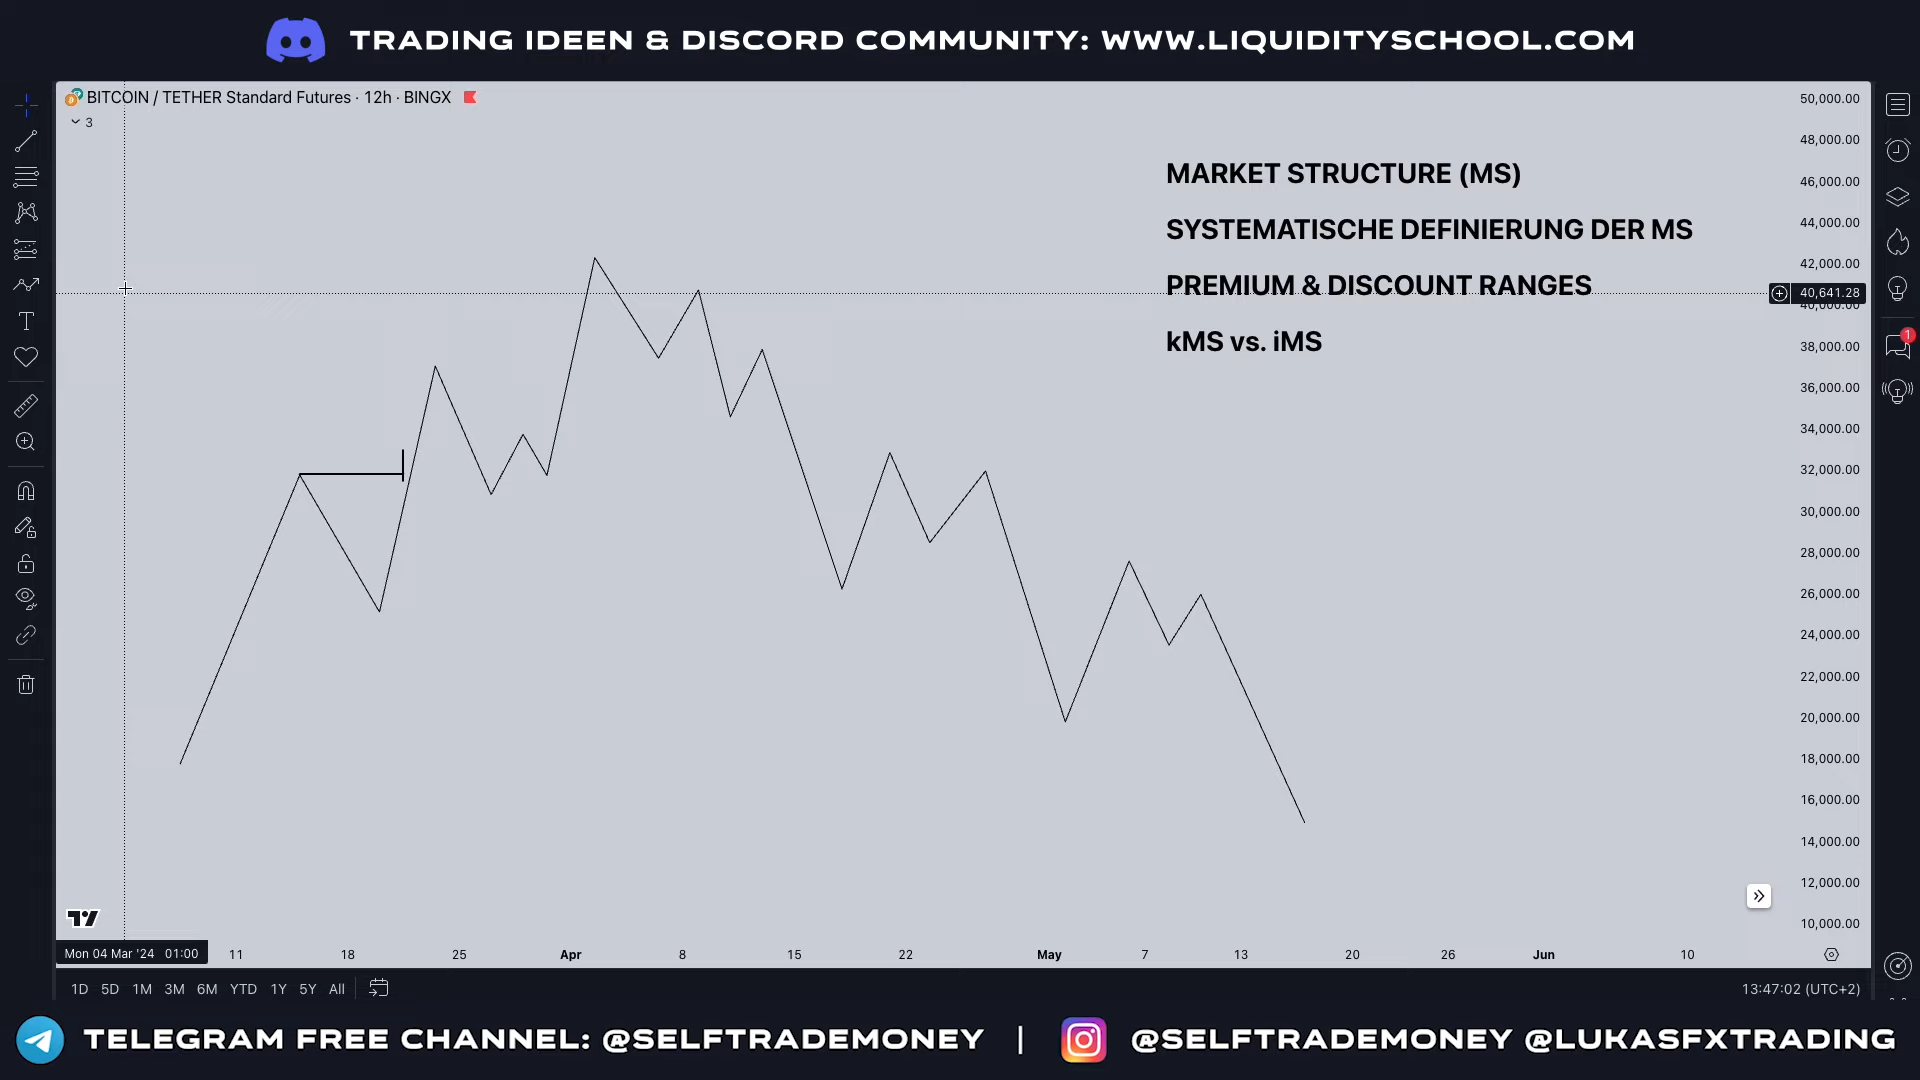 TRADING IDEEN & DISCORD COMMUNITY: WWW.LIQUIDITYSCHOOL.COM
BITCOIN / TETHER Standard Futures · 12h · BINGX
3
MARKET STRUCTURE (MS)
SYSTEMATISCHE DEFINIERUNG DER MS
PREMIUM & DISCOUNT RANGES
kMS vs. iMS
50,000.00
48,000.00
46,000.00
44,000.00
42,000.00
40,641.28
40,000.00
38,000.00
36,000.00
34,000.00
32,000.00
30,000.00
28,000.00
26,000.00
24,000.00
22,000.00
20,000.00
18,000.00
16,000.00
14,000.00
12,000.00
10,000.00
1
Mon 04 Mar '24 01:00 11 18 25 Apr 8 15 22 May 7 13 20 26 Jun 10
1D 5D 1M 3M 6M YTD 1Y 5Y All 13:47:02 (UTC+2)
TELEGRAM FREE CHANNEL: @SELFTRADEMONEY | @SELFTRADEMONEY @LUKASFXTRADING